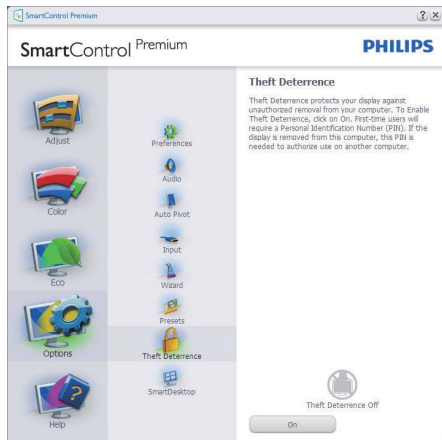 SmartControl Premium
? ×
SmartControl Premium
PHILIPS
Adjust
Color
Eco
Options
Help
Preferences
Audio
Auto Pivot
Input
Wizard
Presets
Theft Deterrence
SmartDesktop
Theft Deterrence
Theft Deterrence protects your display against
unauthorized removal from your computer. To Enable
Theft Deterrence, click on On. First-time users will
require a Personal Identification Number (PIN). If the
display is removed from this computer, this PIN is
needed to authorize use on another computer.
Theft Deterrence Off
On